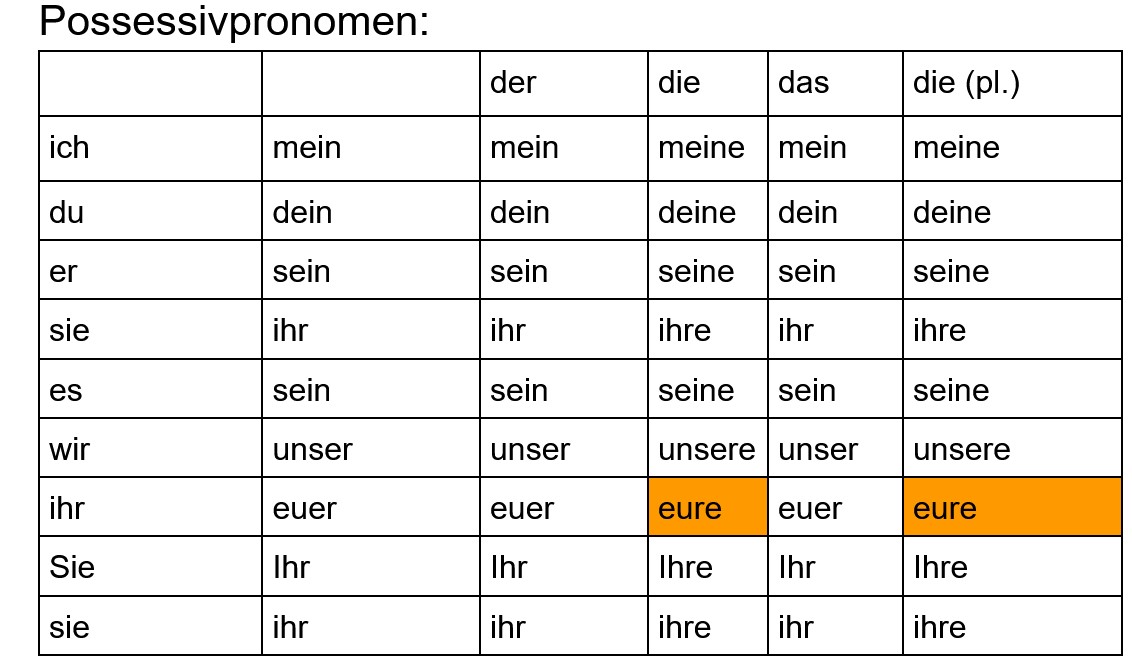 Possessivpronomen:
der die das die (pl.)
ich mein mein meine mein meine
du dein dein deine dein deine
er sein sein seine sein seine
sie ihr ihr ihre ihr ihre
es sein sein seine sein seine
wir unser unser unsere unser unsere
ihr euer euer eure euer eure
Sie Ihr Ihr Ihre Ihr Ihre
sie ihr ihr ihre ihr ihre